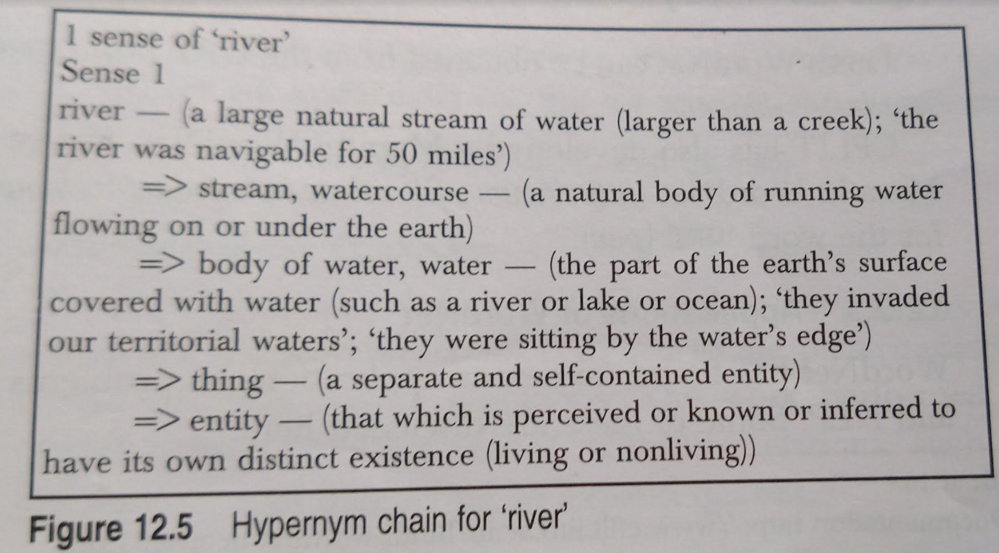 1 sense of ‘river’
Sense 1
river — (a large natural stream of water (larger than a creek); ‘the
river was navigable for 50 miles’)
=> stream, watercourse — (a natural body of running water
flowing on or under the earth)
=> body of water, water — (the part of the earth’s surface
covered with water (such as a river or lake or ocean); ‘they invaded
our territorial waters’; ‘they were sitting by the water’s edge’)
=> thing — (a separate and self-contained entity)
=> entity — (that which is perceived or known or inferred to
have its own distinct existence (living or nonliving))
Figure 12.5 Hypernym chain for ‘river’